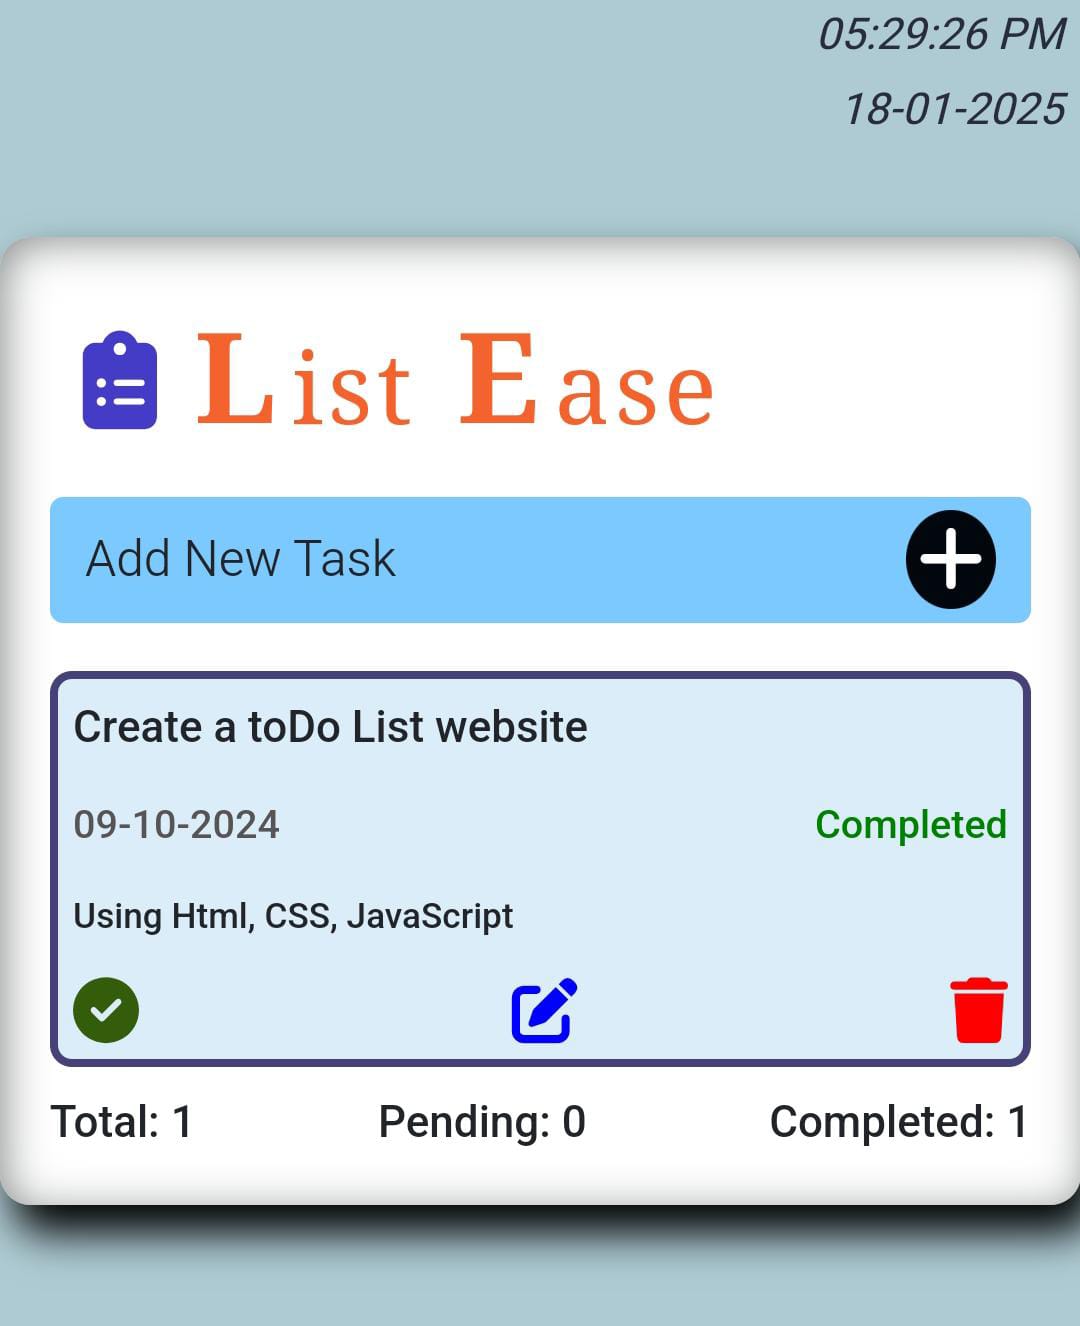 05:29:26 PM
18-01-2025
List Ease
Add New Task
Create a toDo List website
09-10-2024 Completed
Using Html, CSS, JavaScript
Total: 1 Pending: 0 Completed: 1